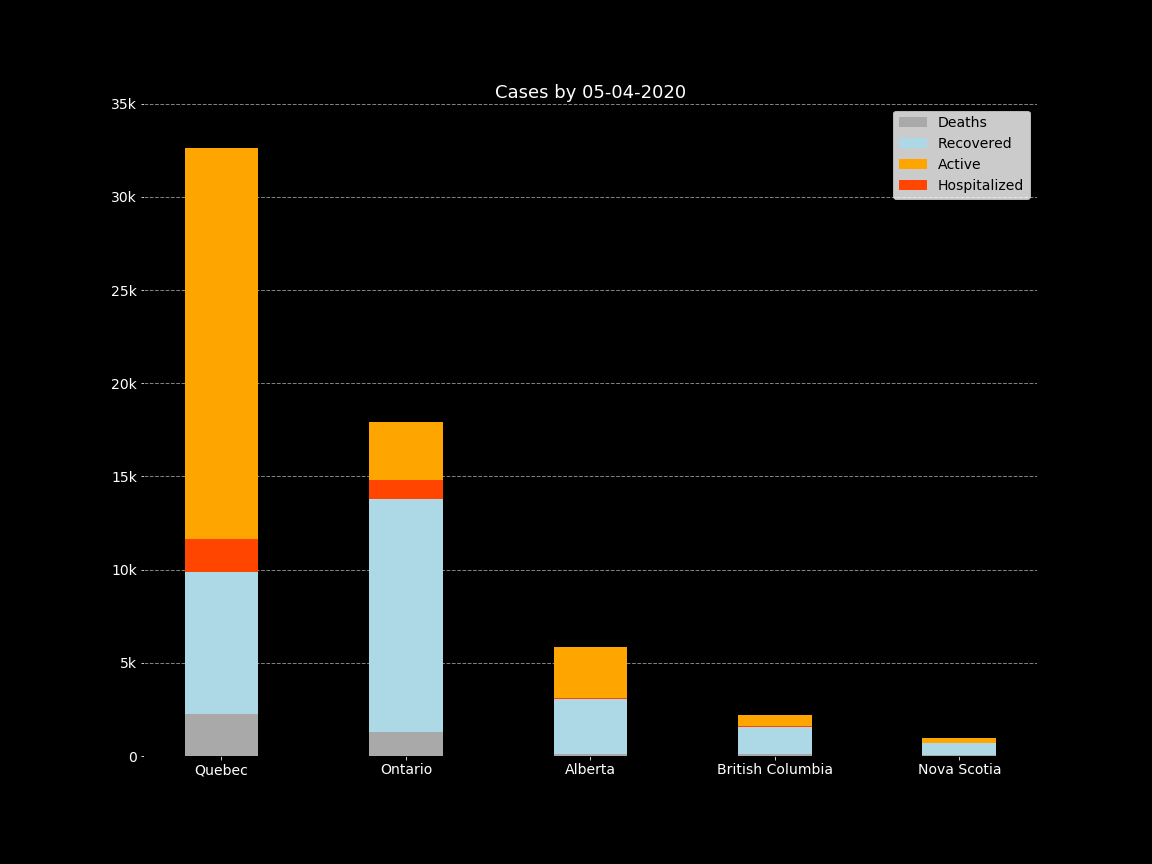 Cases by 05-04-2020
35k
30k
25k
20k
15k
10k
5k
0
Deaths
Recovered
Active
Hospitalized
Quebec
Ontario
Alberta
British Columbia
Nova Scotia